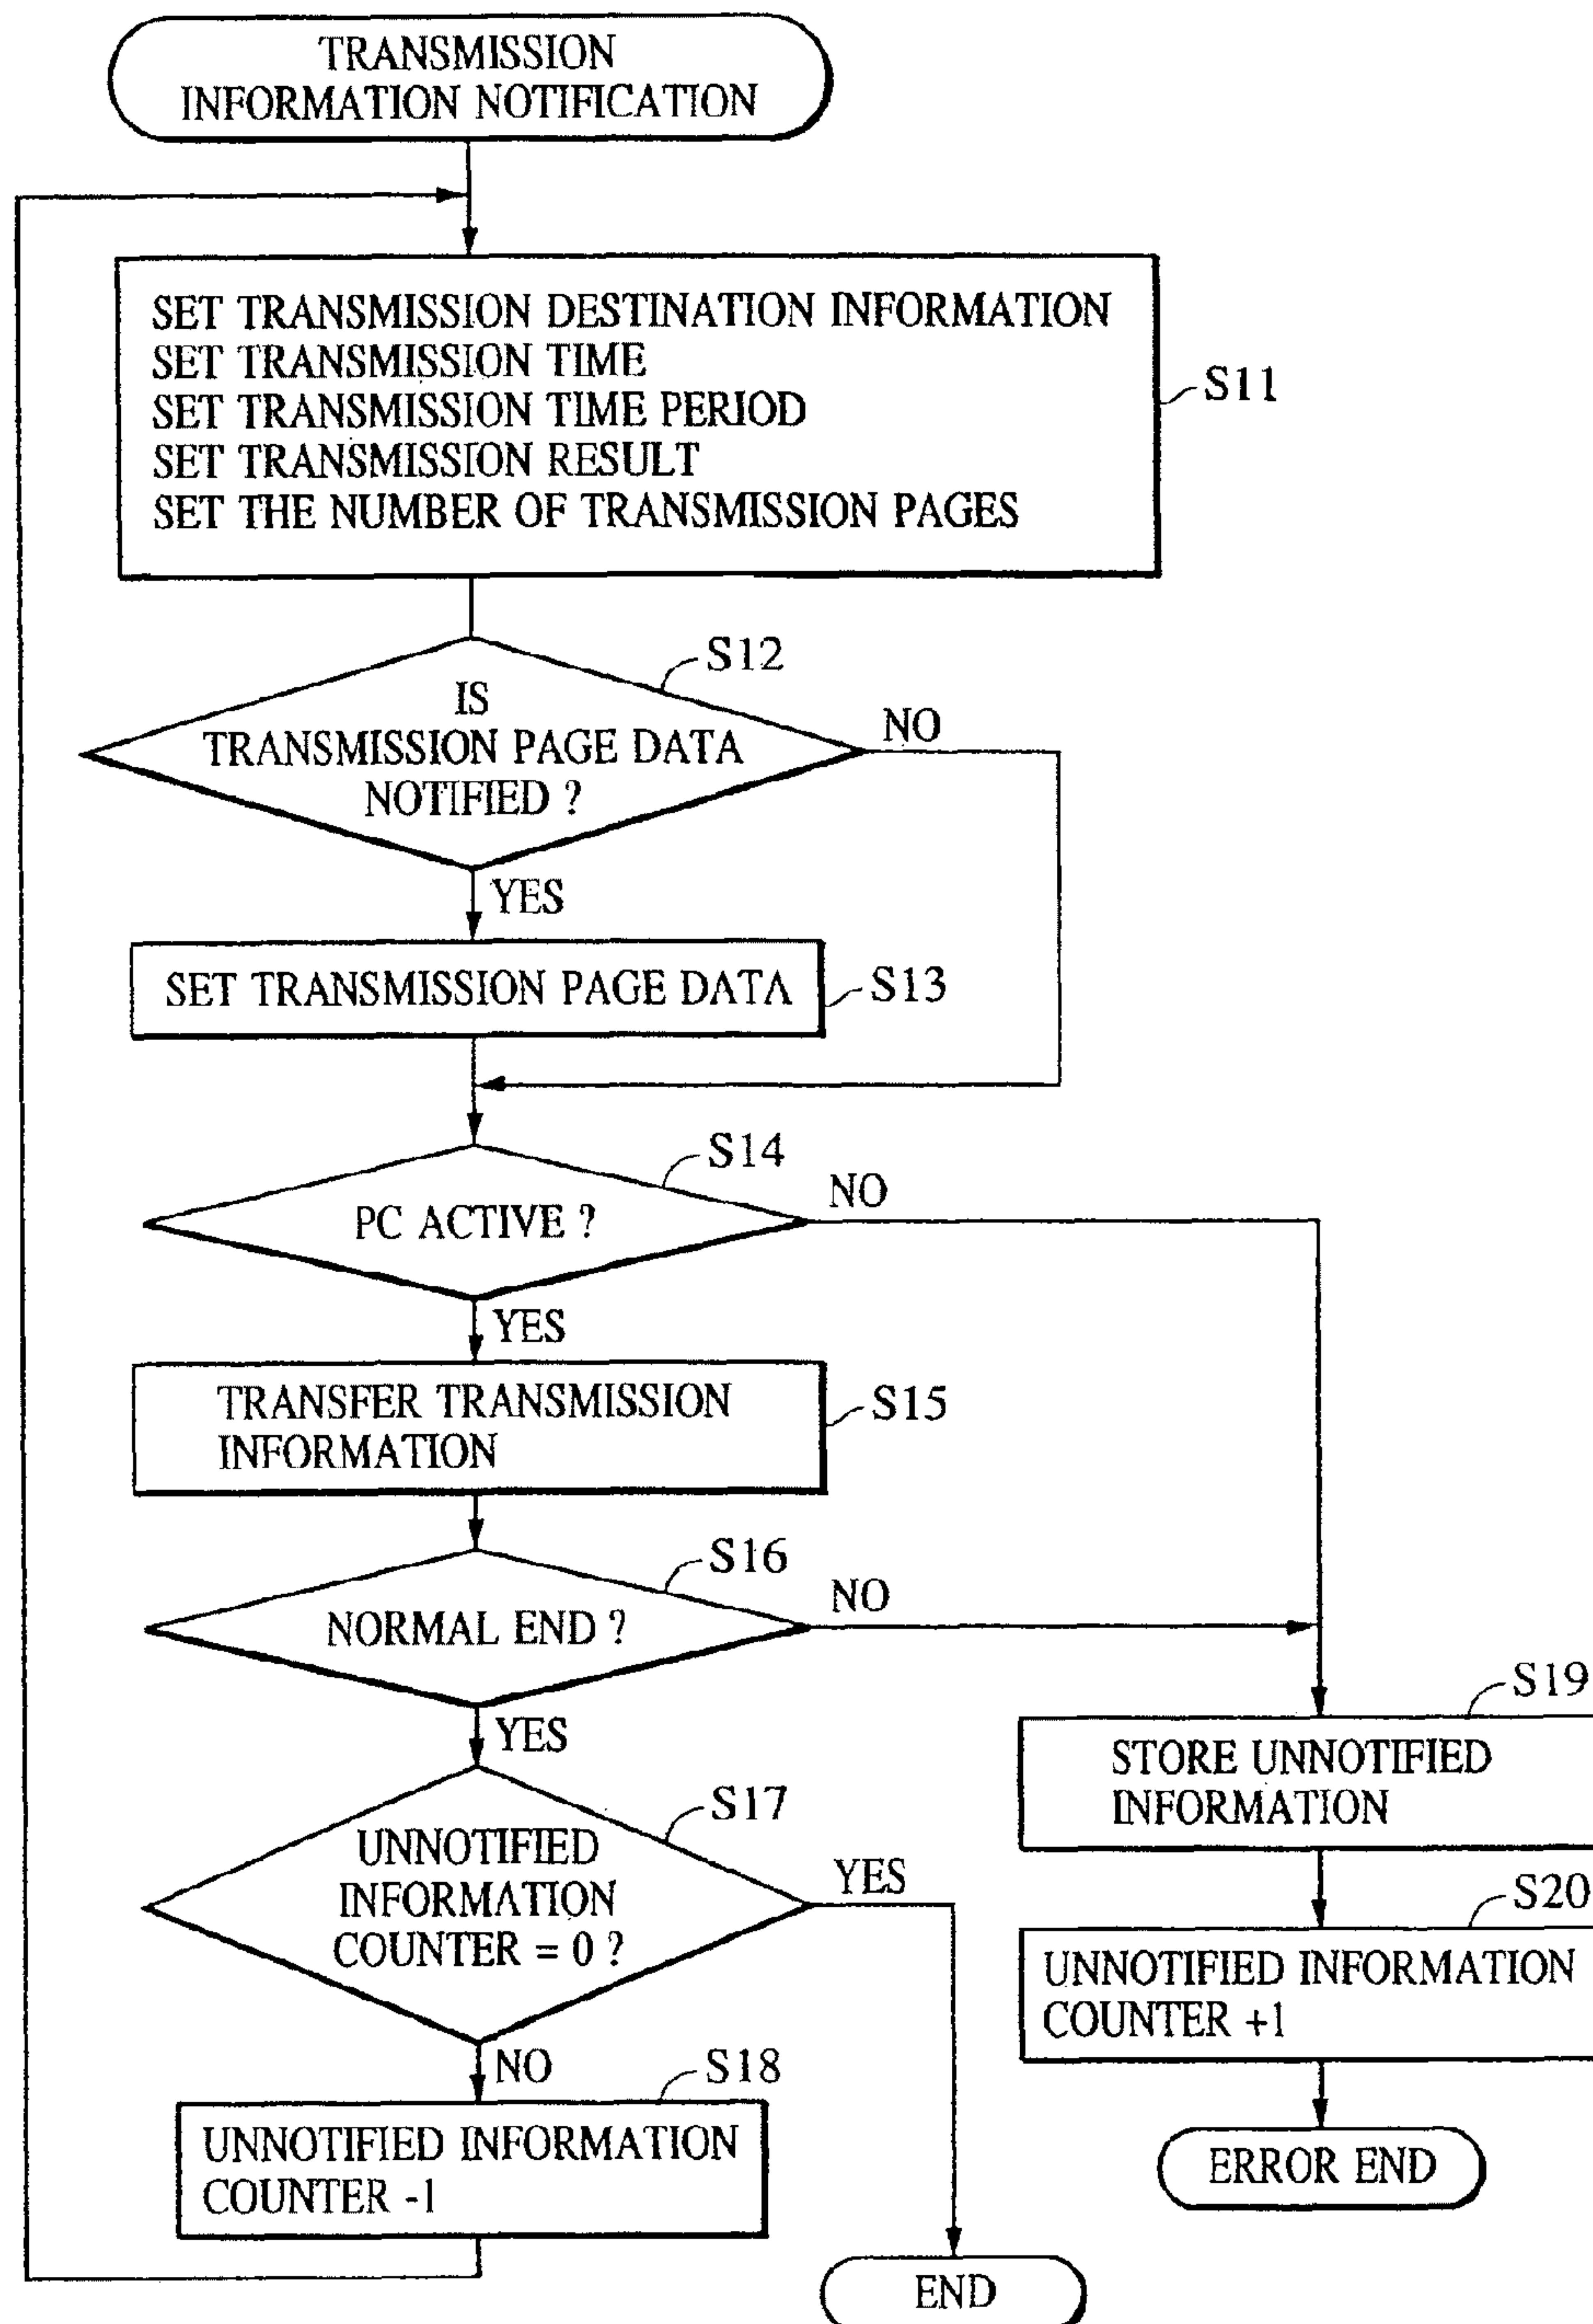 TRANSMISSION
INFORMATION NOTIFICATION
SET TRANSMISSION DESTINATION INFORMATION
SET TRANSMISSION TIME
SET TRANSMISSION TIME PERIOD
SET TRANSMISSION RESULT
SET THE NUMBER OF TRANSMISSION PAGES
S11
S12
IS
TRANSMISSION PAGE DATA
NOTIFIED ?
NO
YES
SET TRANSMISSION PAGE DATA
S13
S14
PC ACTIVE ?
NO
YES
TRANSFER TRANSMISSION
INFORMATION
S15
S16
NORMAL END ?
NO
YES
S17
UNNOTIFIED
INFORMATION
COUNTER = 0 ?
YES
NO
S18
UNNOTIFIED INFORMATION
COUNTER -1
END
S19
STORE UNNOTIFIED
INFORMATION
S20
UNNOTIFIED INFORMATION
COUNTER +1
ERROR END